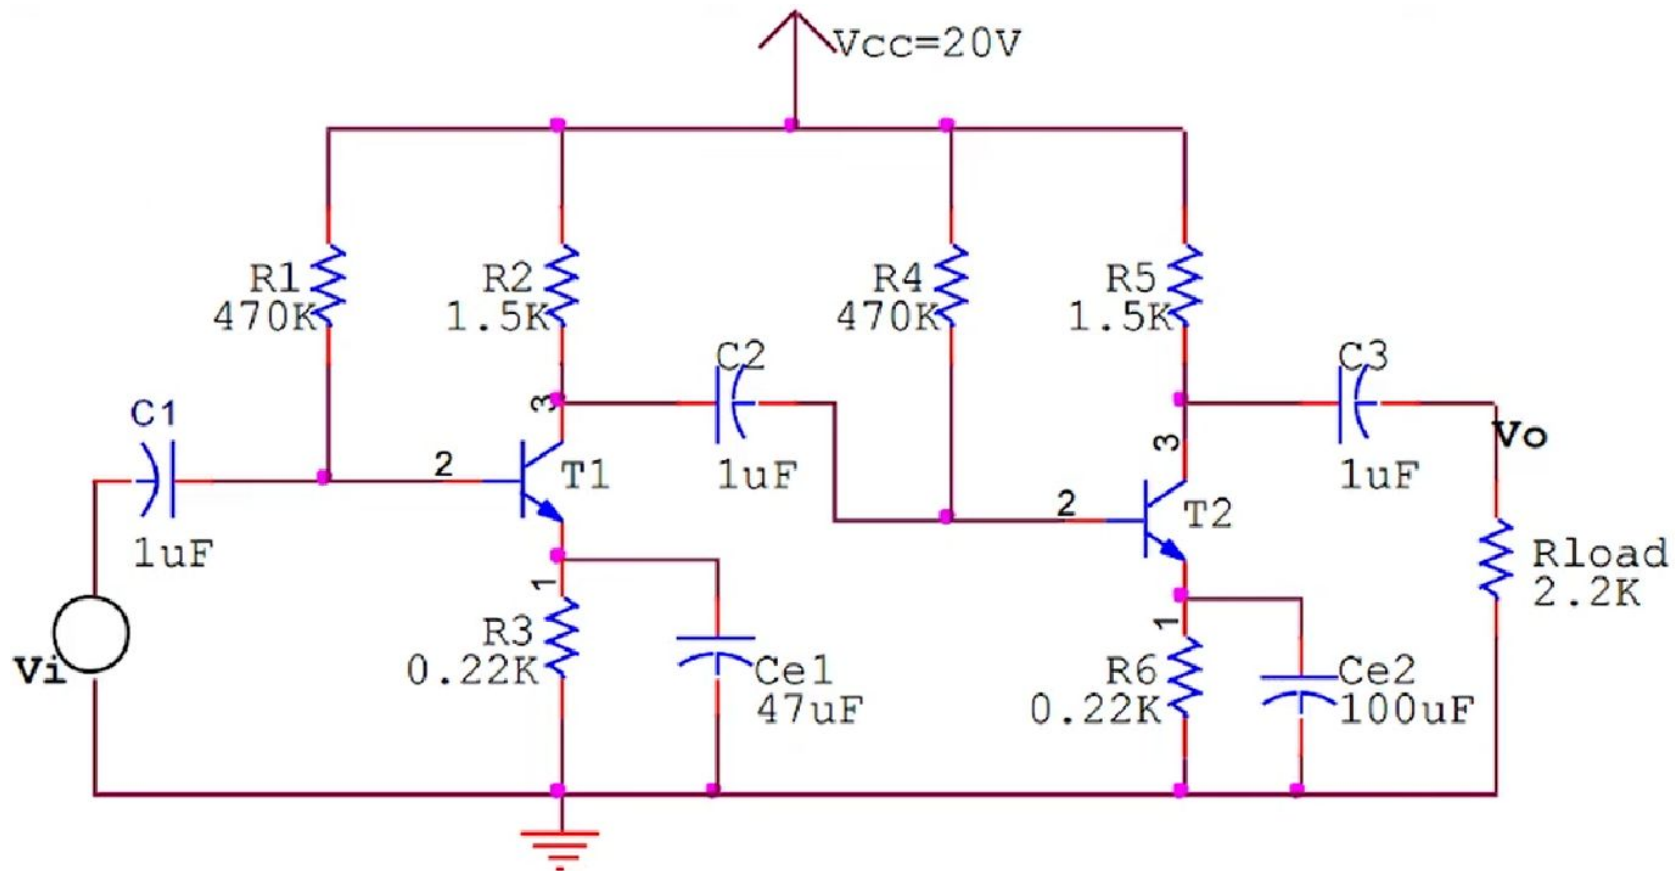 Vcc=20V
R1
470K
R2
1.5K
R4
470K
R5
1.5K
C1
1uF
3
C2
1uF
C3
1uF
Vo
2
T1
2
3
T2
Vi
1
R3
0.22K
Ce1
47uF
1
R6
0.22K
Ce2
100uF
Rload
2.2K